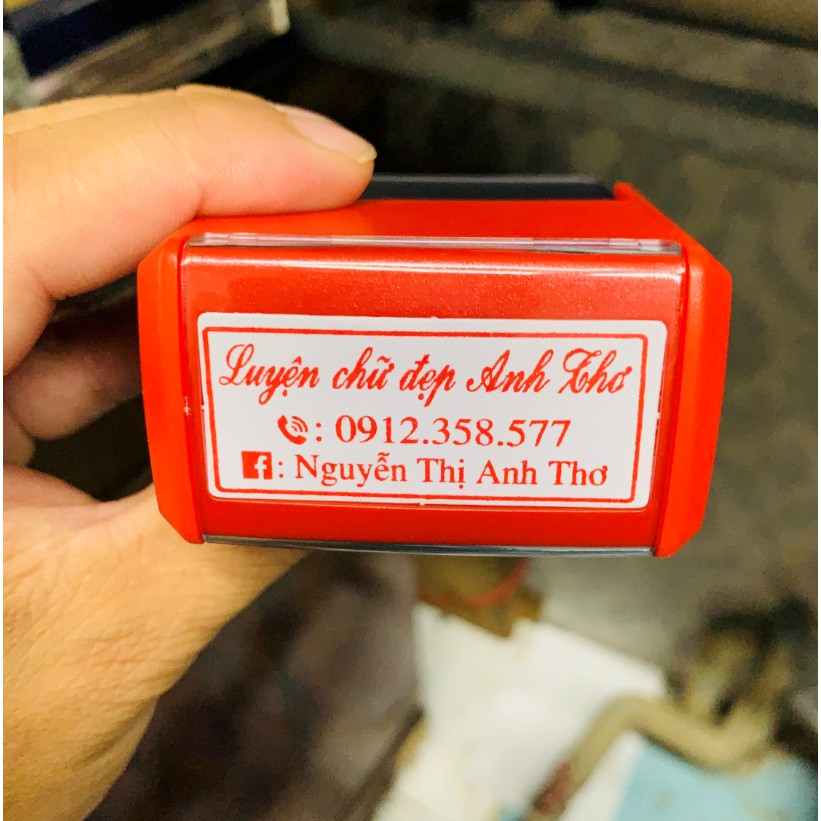 Luyện chữ đẹp Anh Thơ
: 0912.358.577
: Nguyễn Thị Anh Thơ